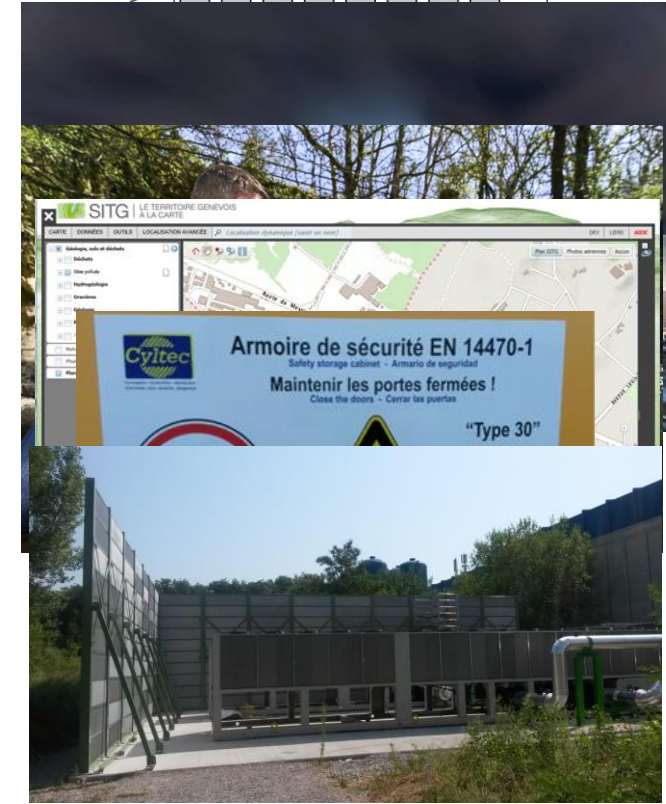 SITG
LE TERRITOIRE GENEVOIS
À LA CARTE
CARTE DONNÉES OUTILS LOCALISATION AVANCÉE Localisation dynamique (saisir un nom) DEV LIENS AIDE
Géologie, sols et déchets
Déchets
Sites pollués
Hydrogéologie
Gravières
Géologie
Plan SITG Photos aériennes Aucun
Route de
Cyltec
Armoire de sécurité EN 14470-1
Safety storage cabinet - Armario de seguridad
Maintenir les portes fermées !
Close the doors - Cerrar las puertas
"Type 30"